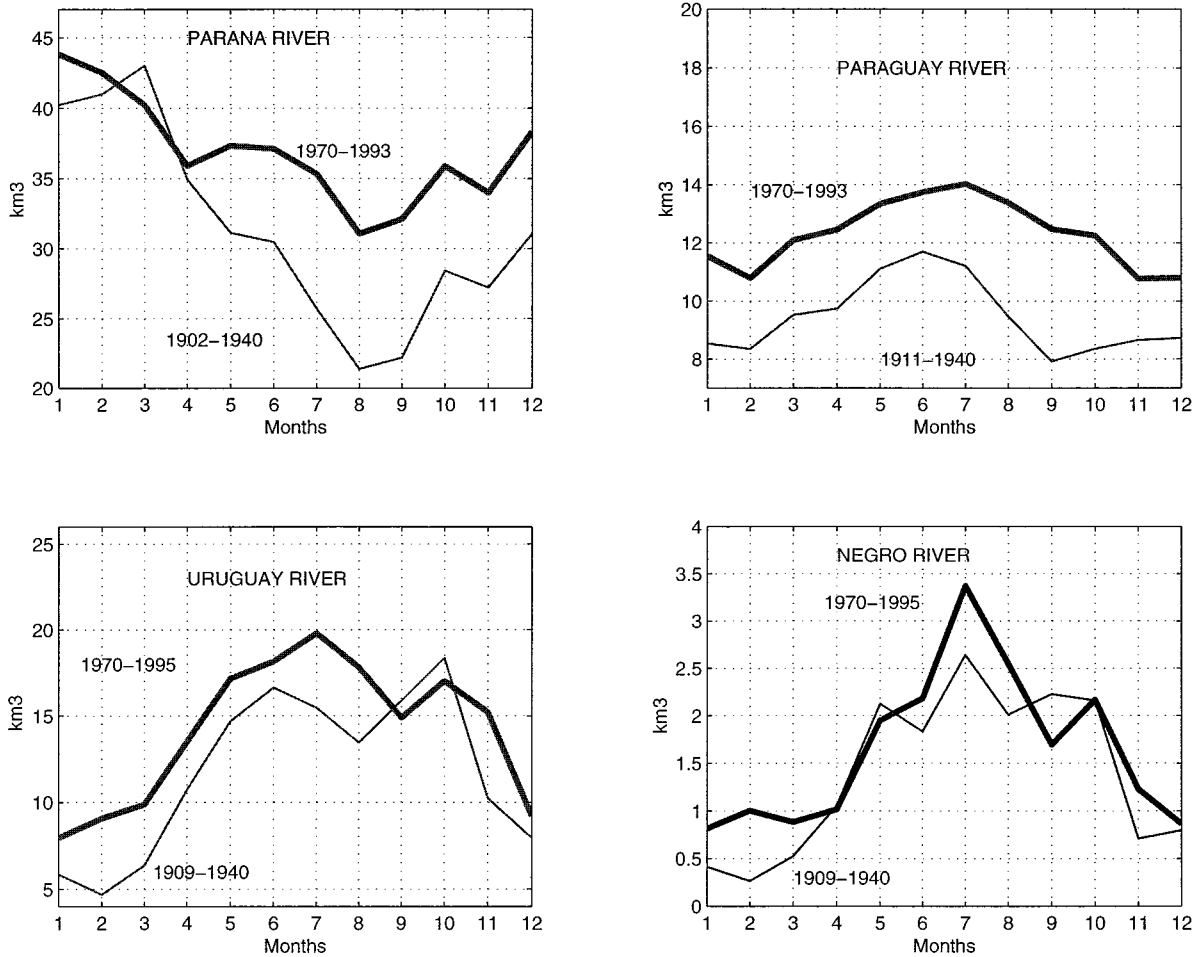 PARANA RIVER
45
40
35
30
25
20
km3
1970−1993
1902−1940
1 2 3 4 5 6 7 8 9 10 11 12
Months
PARAGUAY RIVER
20
18
16
14
12
10
8
km3
1970−1993
1911−1940
1 2 3 4 5 6 7 8 9 10 11 12
Months
URUGUAY RIVER
25
20
15
10
5
km3
1970−1995
1909−1940
1 2 3 4 5 6 7 8 9 10 11 12
Months
NEGRO RIVER
4
3.5
3
2.5
2
1.5
1
0.5
0
km3
1970−1995
1909−1940
1 2 3 4 5 6 7 8 9 10 11 12
Months